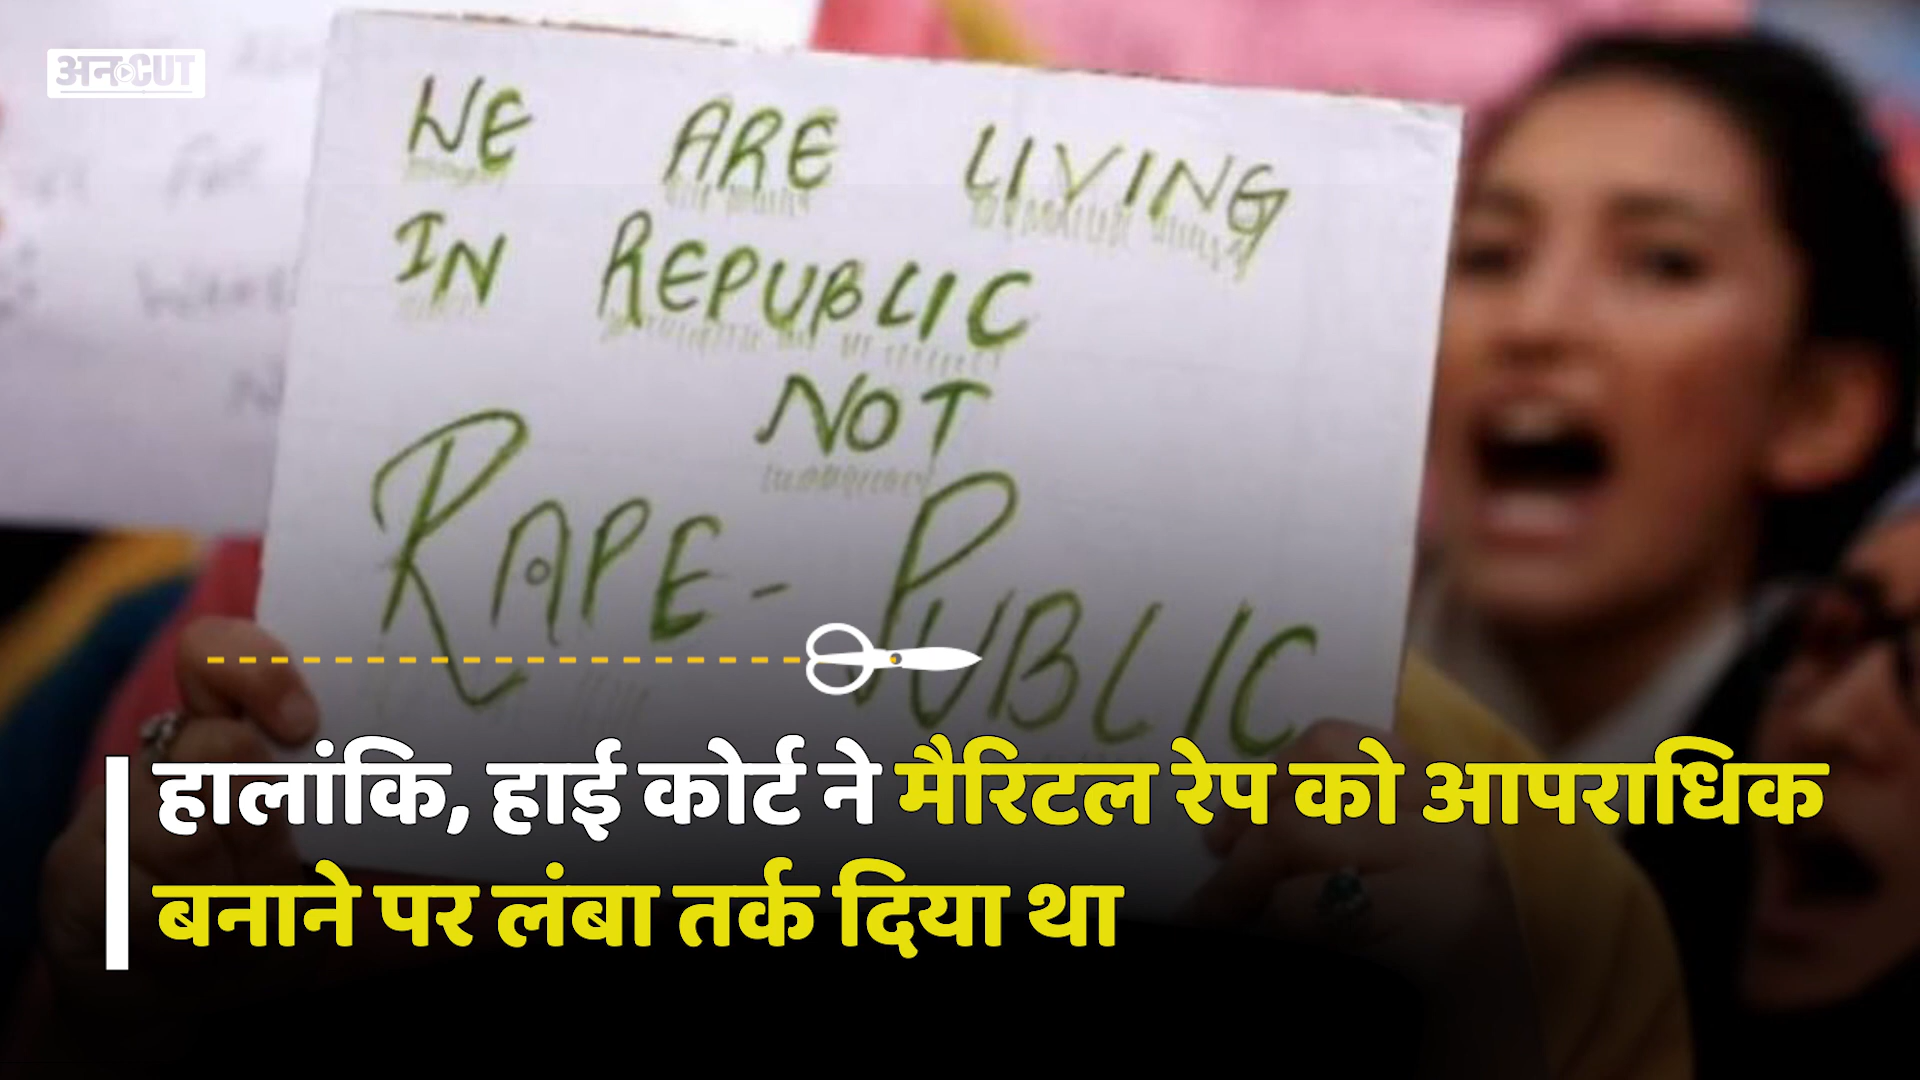 अनCUT
WE ARE LIVING
IN REPUBLIC
NOT
RAPE-PUBLIC
हालांकि, हाई कोर्ट ने मैरिटल रेप को आपराधिक
बनाने पर लंबा तर्क दिया था